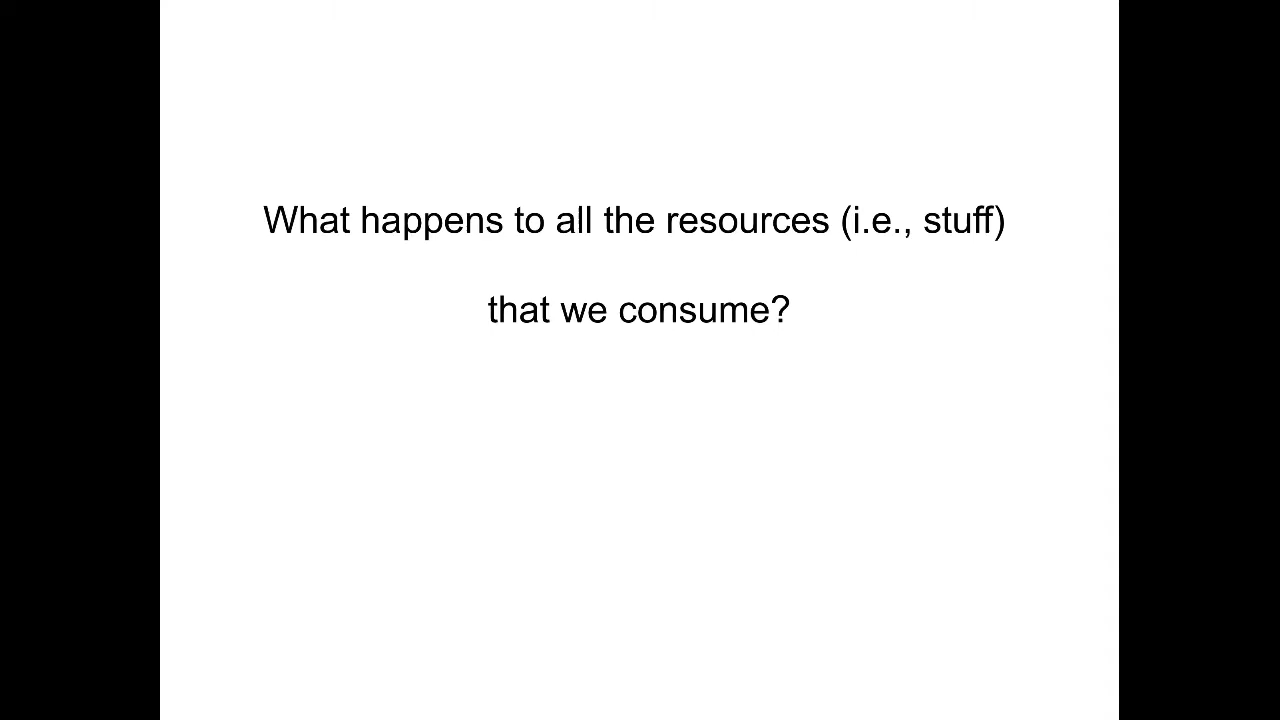 What happens to all the resources (i.e., stuff)
that we consume?